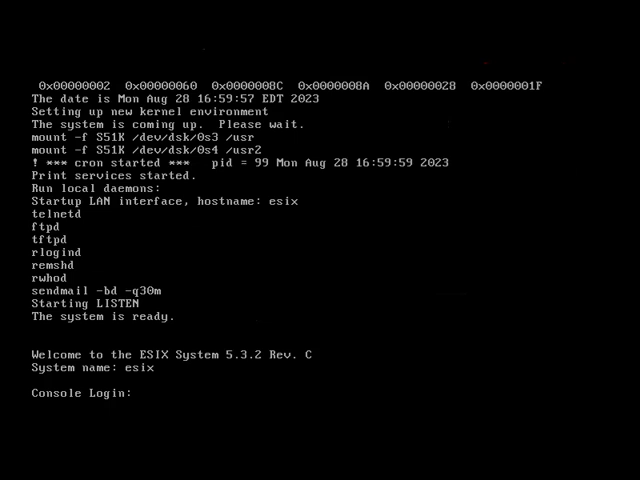 0x00000002 0x00000060 0x0000008C 0x0000008A 0x00000028 0x0000001F
The date is Mon Aug 28 16:59:57 EDT 2023
Setting up new kernel environment
The system is coming up.  Please wait.
mount -f S51K /dev/dsk/0s3 /usr
mount -f S51K /dev/dsk/0s4 /usr2
! *** cron started ***   pid = 99 Mon Aug 28 16:59:59 2023
Print services started.
Run local daemons:
Startup LAN interface, hostname: esix
telnetd
ftpd
tftpd
rlogind
remshd
rwhod
sendmail -bd -q30m
Starting LISTEN
The system is ready.
Welcome to the ESIX System 5.3.2 Rev. C
System name: esix
Console Login: